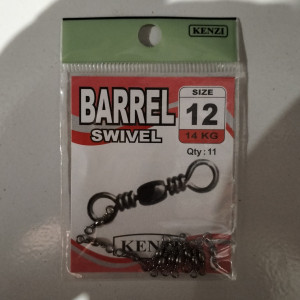 KENZI
BARREL
SWIVEL
SIZE
12
14 KG
Qty : 11
KENZI